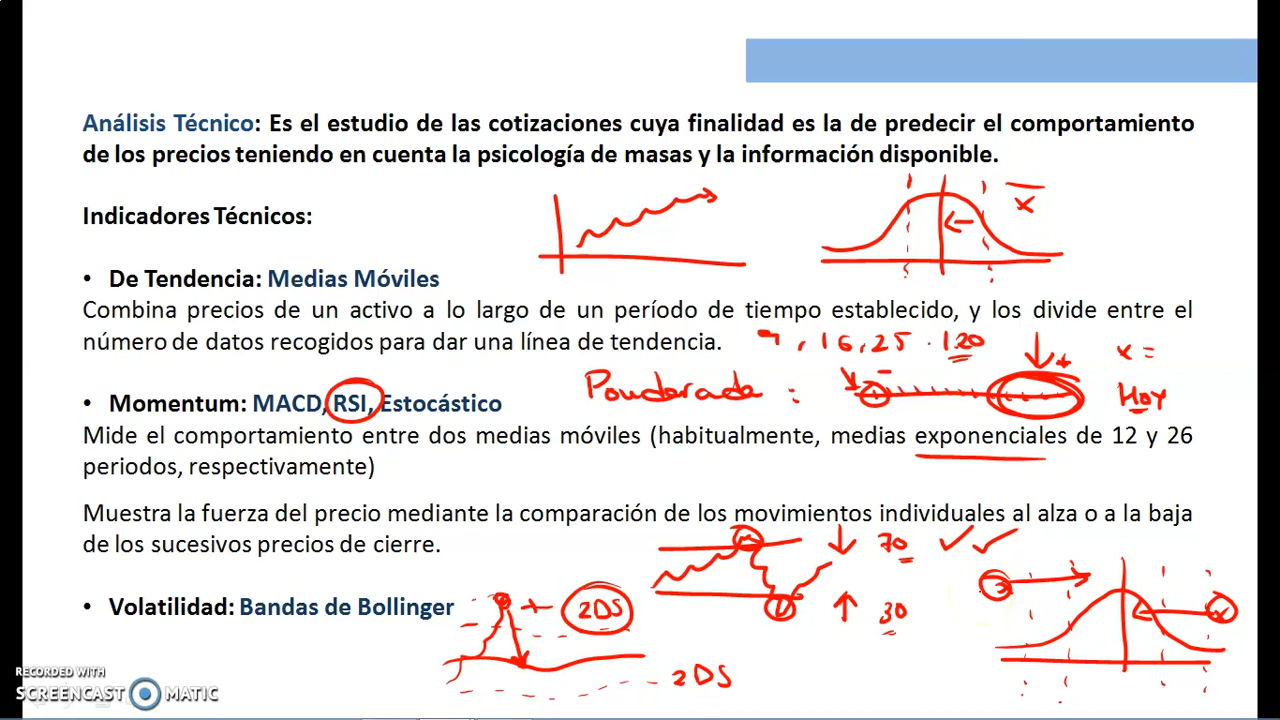 Análisis Técnico: Es el estudio de las cotizaciones cuya finalidad es la de predecir el comportamiento
de los precios teniendo en cuenta la psicología de masas y la información disponible.
x
Indicadores Técnicos:
• De Tendencia: Medias Móviles
Combina precios de un activo a lo largo de un período de tiempo establecido, y los divide entre el
número de datos recogidos para dar una línea de tendencia. 9, 16, 25 . 120
x =
Ponderada :
Hoy
• Momentum: MACD, RSI, Estocástico
Mide el comportamiento entre dos medias móviles (habitualmente, medias exponenciales de 12 y 26
periodos, respectivamente)
Muestra la fuerza del precio mediante la comparación de los movimientos individuales al alza o a la baja
de los sucesivos precios de cierre.
70
• Volatilidad: Bandas de Bollinger
+ 2DS
30
x
2DS
RECORDED WITH
SCREENCAST MATIC